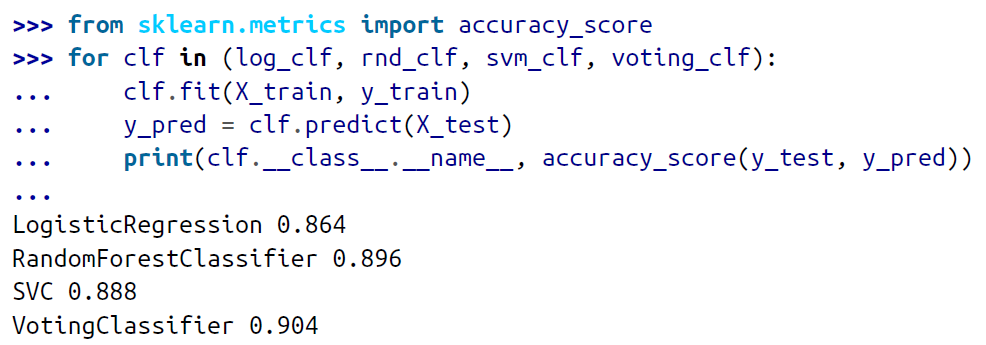 >>> from sklearn.metrics import accuracy_score
>>> for clf in (log_clf, rnd_clf, svm_clf, voting_clf):
...     clf.fit(X_train, y_train)
...     y_pred = clf.predict(X_test)
...     print(clf.__class__.__name__, accuracy_score(y_test, y_pred))
...
LogisticRegression 0.864
RandomForestClassifier 0.896
SVC 0.888
VotingClassifier 0.904